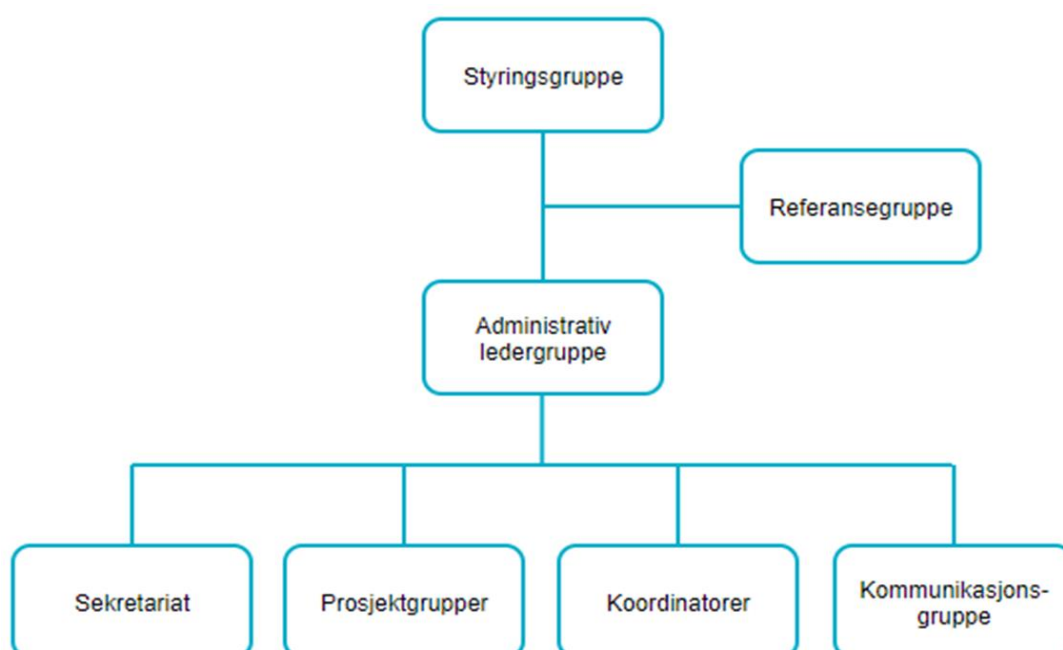 Styringsgruppe
Referansegruppe
Administrativ
ledergruppe
Sekretariat
Prosjektgrupper
Koordinatorer
Kommunikasjons-
gruppe